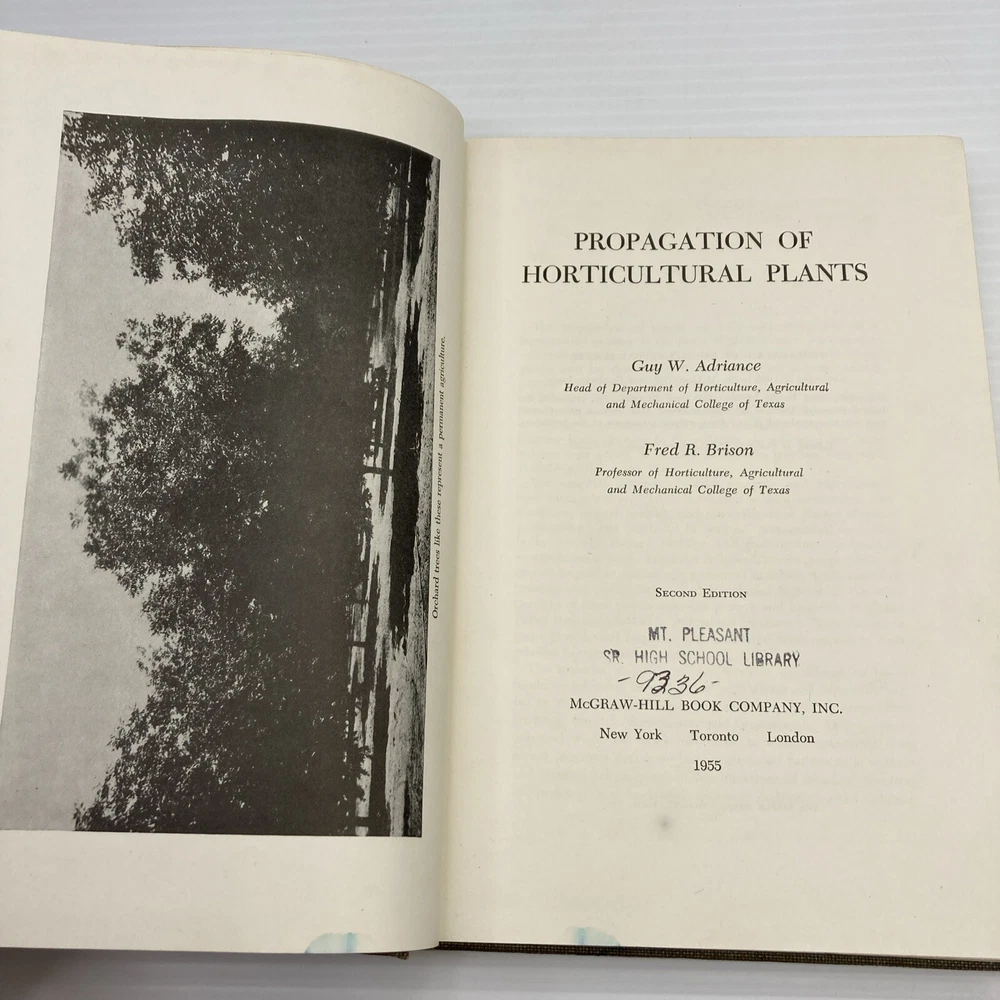 Orchard trees like these represent a permanent agriculture.
PROPAGATION OF
HORTICULTURAL PLANTS
Guy W. Adriance
Head of Department of Horticulture, Agricultural
and Mechanical College of Texas
Fred R. Brison
Professor of Horticulture, Agricultural
and Mechanical College of Texas
SECOND EDITION
MT. PLEASANT
SR. HIGH SCHOOL LIBRARY
-9336-
McGRAW-HILL BOOK COMPANY, INC.
New York Toronto London
1955